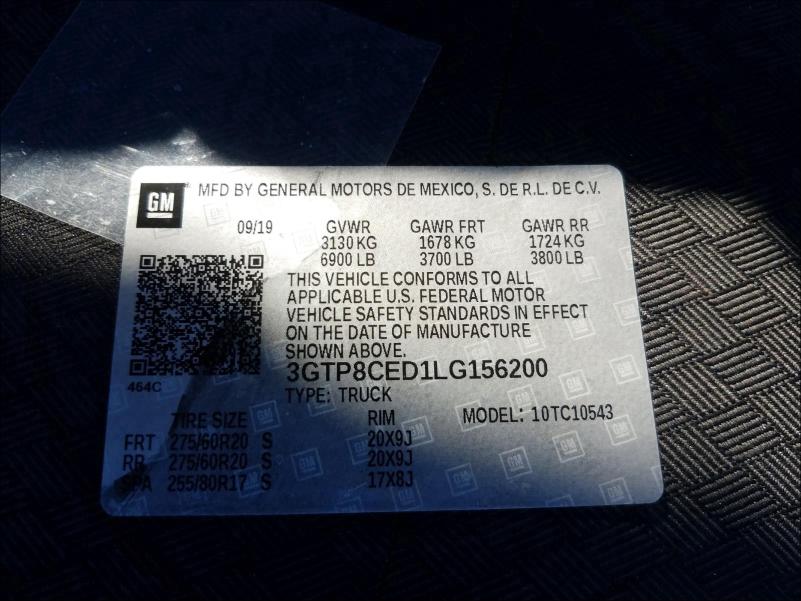 GM MFD BY GENERAL MOTORS DE MEXICO, S. DE R.L. DE C.V.
09/19 GVWR GAWR FRT GAWR RR
3130 KG 1678 KG 1724 KG
6900 LB 3700 LB 3800 LB
THIS VEHICLE CONFORMS TO ALL
APPLICABLE U.S. FEDERAL MOTOR
VEHICLE SAFETY STANDARDS IN EFFECT
ON THE DATE OF MANUFACTURE
SHOWN ABOVE.
464C
3GTP8CED1LG156200
TYPE: TRUCK
TIRE SIZE RIM MODEL: 10TC10543
FRT 275/60R20 S 20X9J
RR 275/60R20 S 20X9J
SPA 255/80R17 S 17X8J